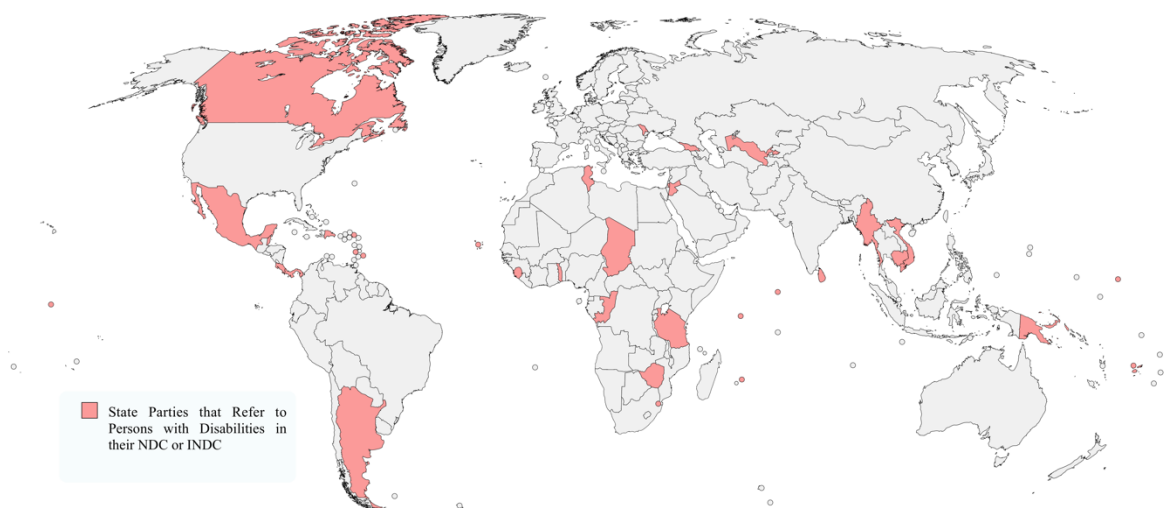 State Parties that Refer to
Persons with Disabilities in
their NDC or INDC